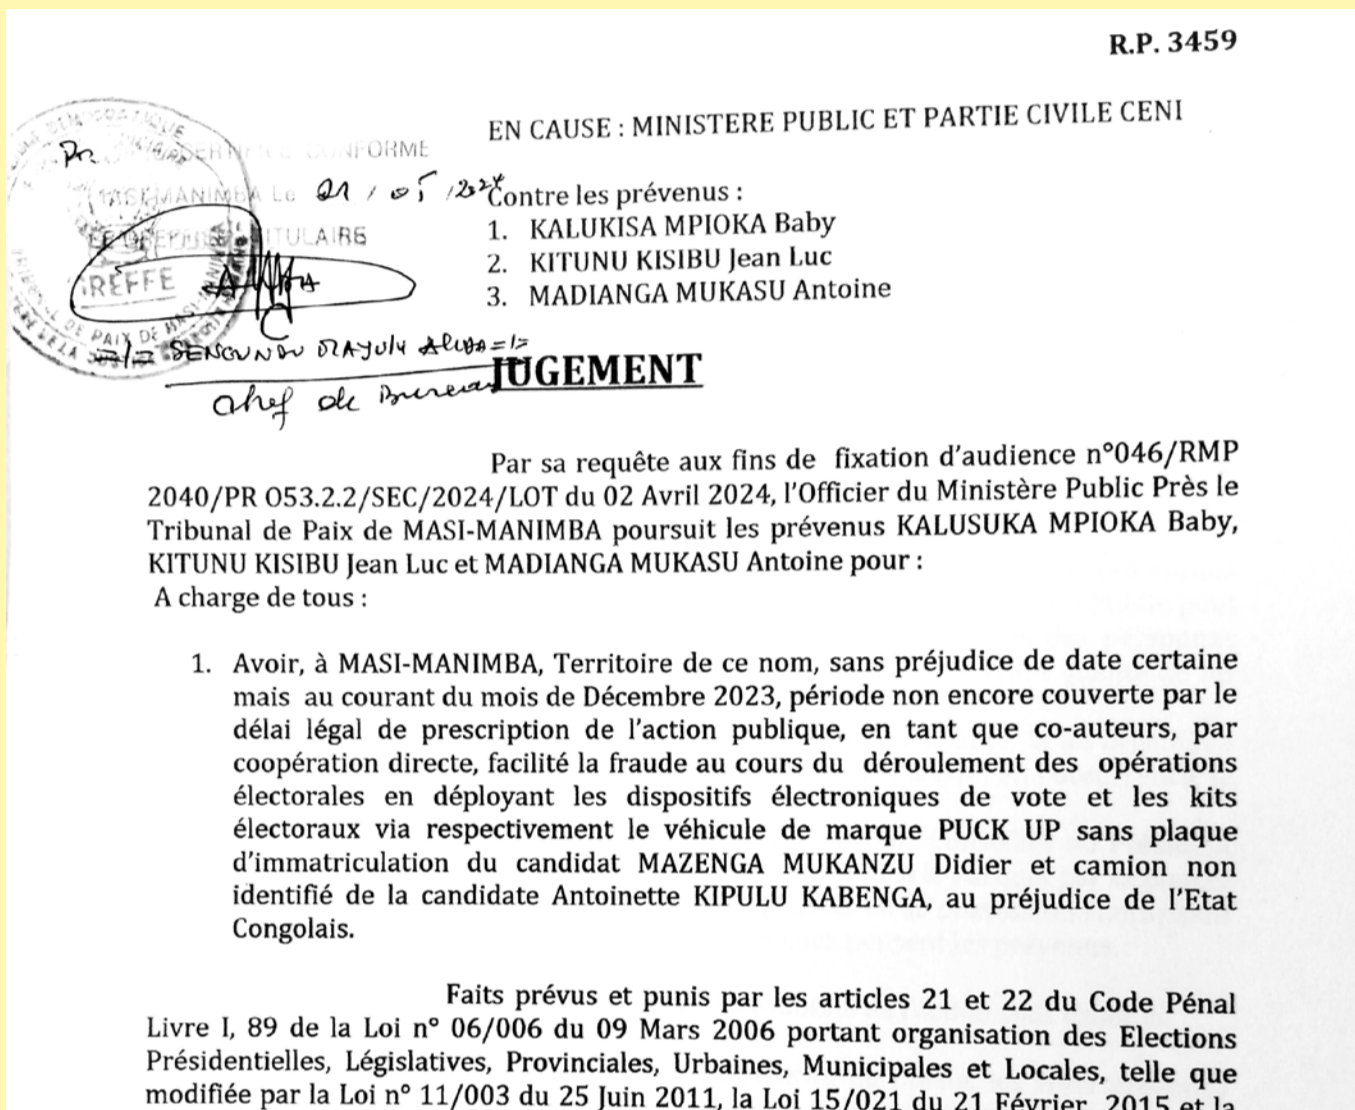 R.P. 3459
EN CAUSE : MINISTERE PUBLIC ET PARTIE CIVILE CENI
CONFORME
MASI-MANIMBA Le 21 / 05 / 2024
TITULAIRE
GREFFE
Chef de Bureau
Contre les prévenus :
1. KALUKISA MPIOKA Baby
2. KITUNU KISIBU Jean Luc
3. MADIANGA MUKASU Antoine
JUGEMENT
Par sa requête aux fins de fixation d'audience n°046/RMP
2040/PR O53.2.2/SEC/2024/LOT du 02 Avril 2024, l'Officier du Ministère Public Près le
Tribunal de Paix de MASI-MANIMBA poursuit les prévenus KALUSUKA MPIOKA Baby,
KITUNU KISIBU Jean Luc et MADIANGA MUKASU Antoine pour :
A charge de tous :
1. Avoir, à MASI-MANIMBA, Territoire de ce nom, sans préjudice de date certaine
mais au courant du mois de Décembre 2023, période non encore couverte par le
délai légal de prescription de l'action publique, en tant que co-auteurs, par
coopération directe, facilité la fraude au cours du déroulement des opérations
électorales en déployant les dispositifs électroniques de vote et les kits
électoraux via respectivement le véhicule de marque PUCK UP sans plaque
d'immatriculation du candidat MAZENGA MUKANZU Didier et camion non
identifié de la candidate Antoinette KIPULU KABENGA, au préjudice de l'Etat
Congolais.
Faits prévus et punis par les articles 21 et 22 du Code Pénal
Livre I, 89 de la Loi n° 06/006 du 09 Mars 2006 portant organisation des Elections
Présidentielles, Législatives, Provinciales, Urbaines, Municipales et Locales, telle que
modifiée par la Loi n° 11/003 du 25 Juin 2011, la Loi 15/021 du 21 Février 2015 et la